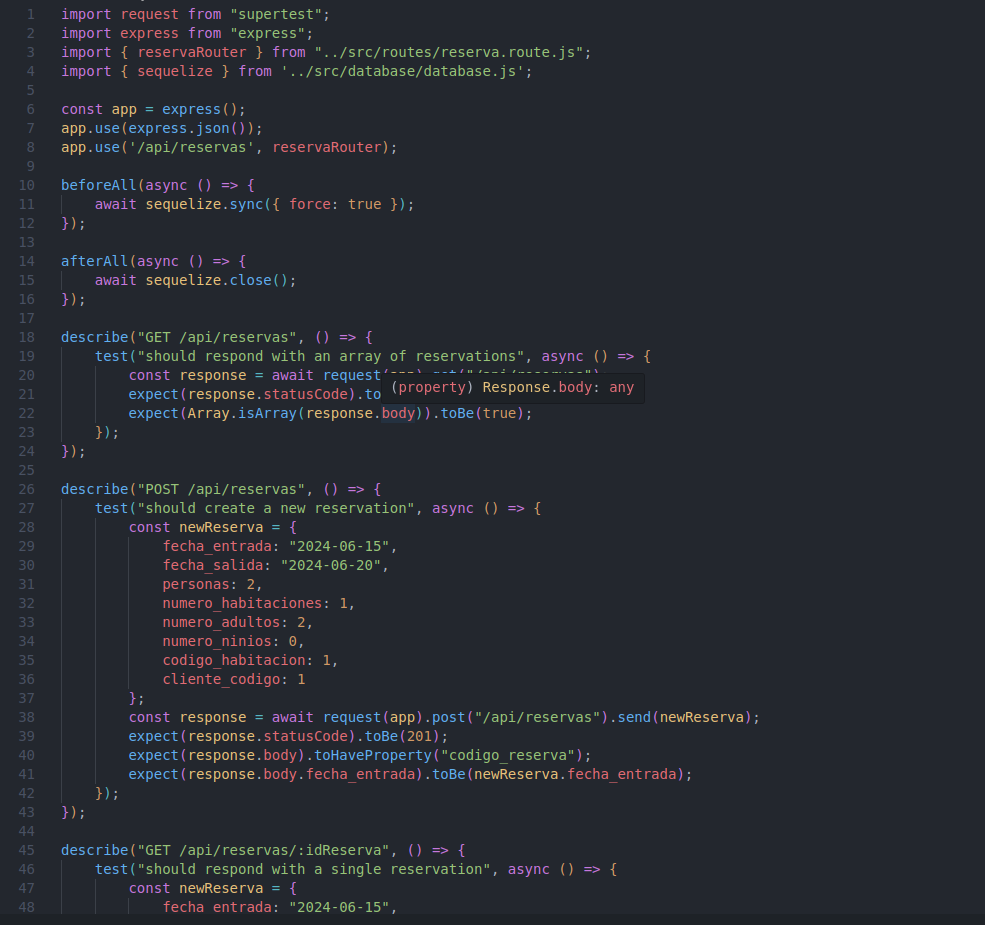 1 import request from "supertest";
2 import express from "express";
3 import { reservaRouter } from "../src/routes/reserva.route.js";
4 import { sequelize } from '../src/database/database.js';
5
6 const app = express();
7 app.use(express.json());
8 app.use('/api/reservas', reservaRouter);
9
10 beforeAll(async () => {
11     await sequelize.sync({ force: true });
12 });
13
14 afterAll(async () => {
15     await sequelize.close();
16 });
17
18 describe("GET /api/reservas", () => {
19     test("should respond with an array of reservations", async () => {
20         const response = await request
21         expect(response.statusCode).to
(property) Response.body: any
22         expect(Array.isArray(response.body)).toBe(true);
23     });
24 });
25
26 describe("POST /api/reservas", () => {
27     test("should create a new reservation", async () => {
28         const newReserva = {
29             fecha_entrada: "2024-06-15",
30             fecha_salida: "2024-06-20",
31             personas: 2,
32             numero_habitaciones: 1,
33             numero_adultos: 2,
34             numero_ninios: 0,
35             codigo_habitacion: 1,
36             cliente_codigo: 1
37         };
38         const response = await request(app).post("/api/reservas").send(newReserva);
39         expect(response.statusCode).toBe(201);
40         expect(response.body).toHaveProperty("codigo_reserva");
41         expect(response.body.fecha_entrada).toBe(newReserva.fecha_entrada);
42     });
43 });
44
45 describe("GET /api/reservas/:idReserva", () => {
46     test("should respond with a single reservation", async () => {
47         const newReserva = {
48             fecha_entrada: "2024-06-15",